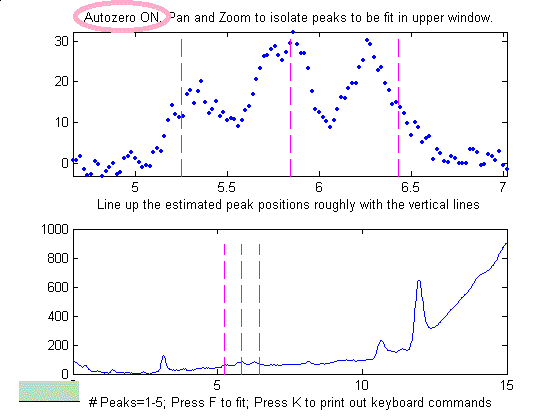 Autozero ON. Pan and Zoom to isolate peaks to be fit in upper window.
30
20
10
0
5 5.5 6 6.5 7
Line up the estimated peak positions roughly with the vertical lines
1000
800
600
400
200
0
5 10 15
# Peaks=1-5; Press F to fit; Press K to print out keyboard commands